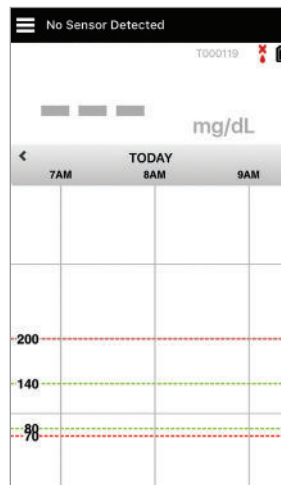 No Sensor Detected
T000119
mg/dL
TODAY
7AM 8AM 9AM
200
140
80
70